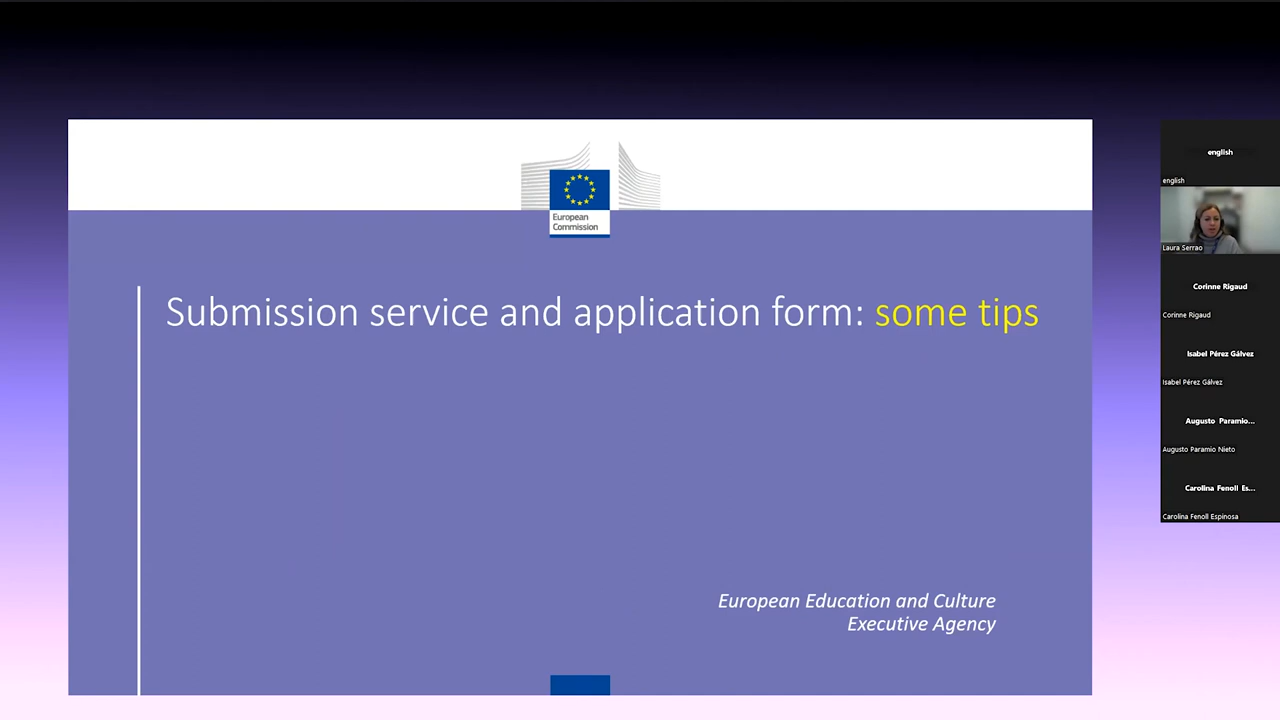 European
Commission
Submission service and application form: some tips
European Education and Culture
Executive Agency
english
english
Laura Serrao
Corinne Rigaud
Corinne Rigaud
Isabel Pérez Gálvez
Isabel Pérez Gálvez
Augusto Paramio...
Augusto Paramio Nieto
Carolina Fenoll Es...
Carolina Fenoll Espinosa